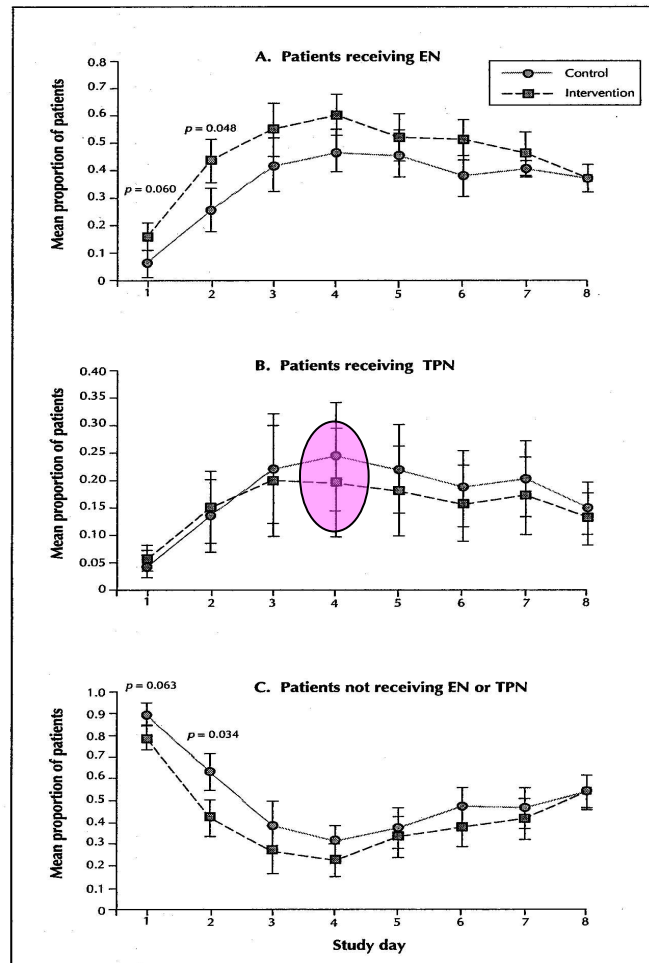 A. Patients receiving EN
Control
Intervention
Mean proportion of patients
0.8
0.7
0.6
0.5
0.4
0.3
0.2
0.1
0
p = 0.060
p = 0.048
1 2 3 4 5 6 7 8
B. Patients receiving TPN
Mean proportion of patients
0.40
0.35
0.30
0.25
0.20
0.15
0.10
0.05
0
1 2 3 4 5 6 7 8
C. Patients not receiving EN or TPN
Mean proportion of patients
1.0
0.9
0.8
0.7
0.6
0.5
0.4
0.3
0.2
0.1
0
p = 0.063
p = 0.034
1 2 3 4 5 6 7 8
Study day